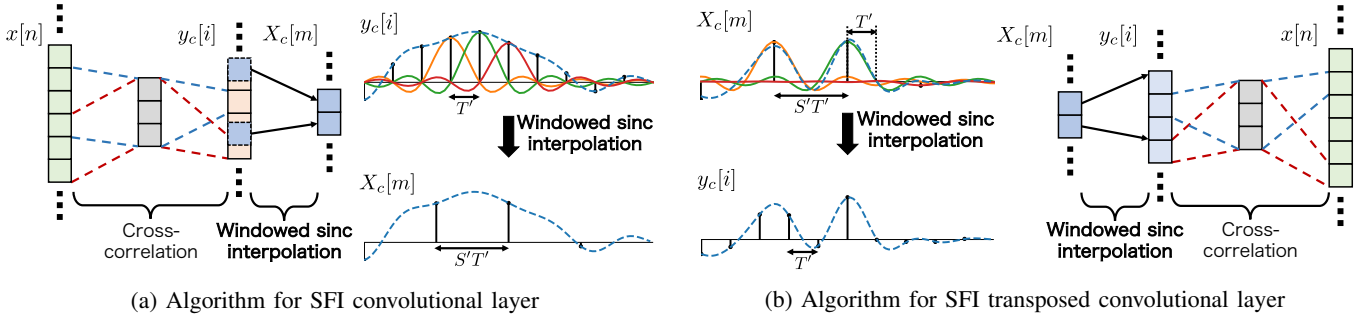 x[n]
y_c[i]
X_c[m]
Cross-
correlation
Windowed sinc
interpolation
y_c[i]
T′
Windowed sinc
interpolation
X_c[m]
S′T′
(a) Algorithm for SFI convolutional layer
X_c[m]
T′
S′T′
Windowed sinc
interpolation
y_c[i]
T′
X_c[m]
y_c[i]
x[n]
Windowed sinc
interpolation
Cross-
correlation
(b) Algorithm for SFI transposed convolutional layer